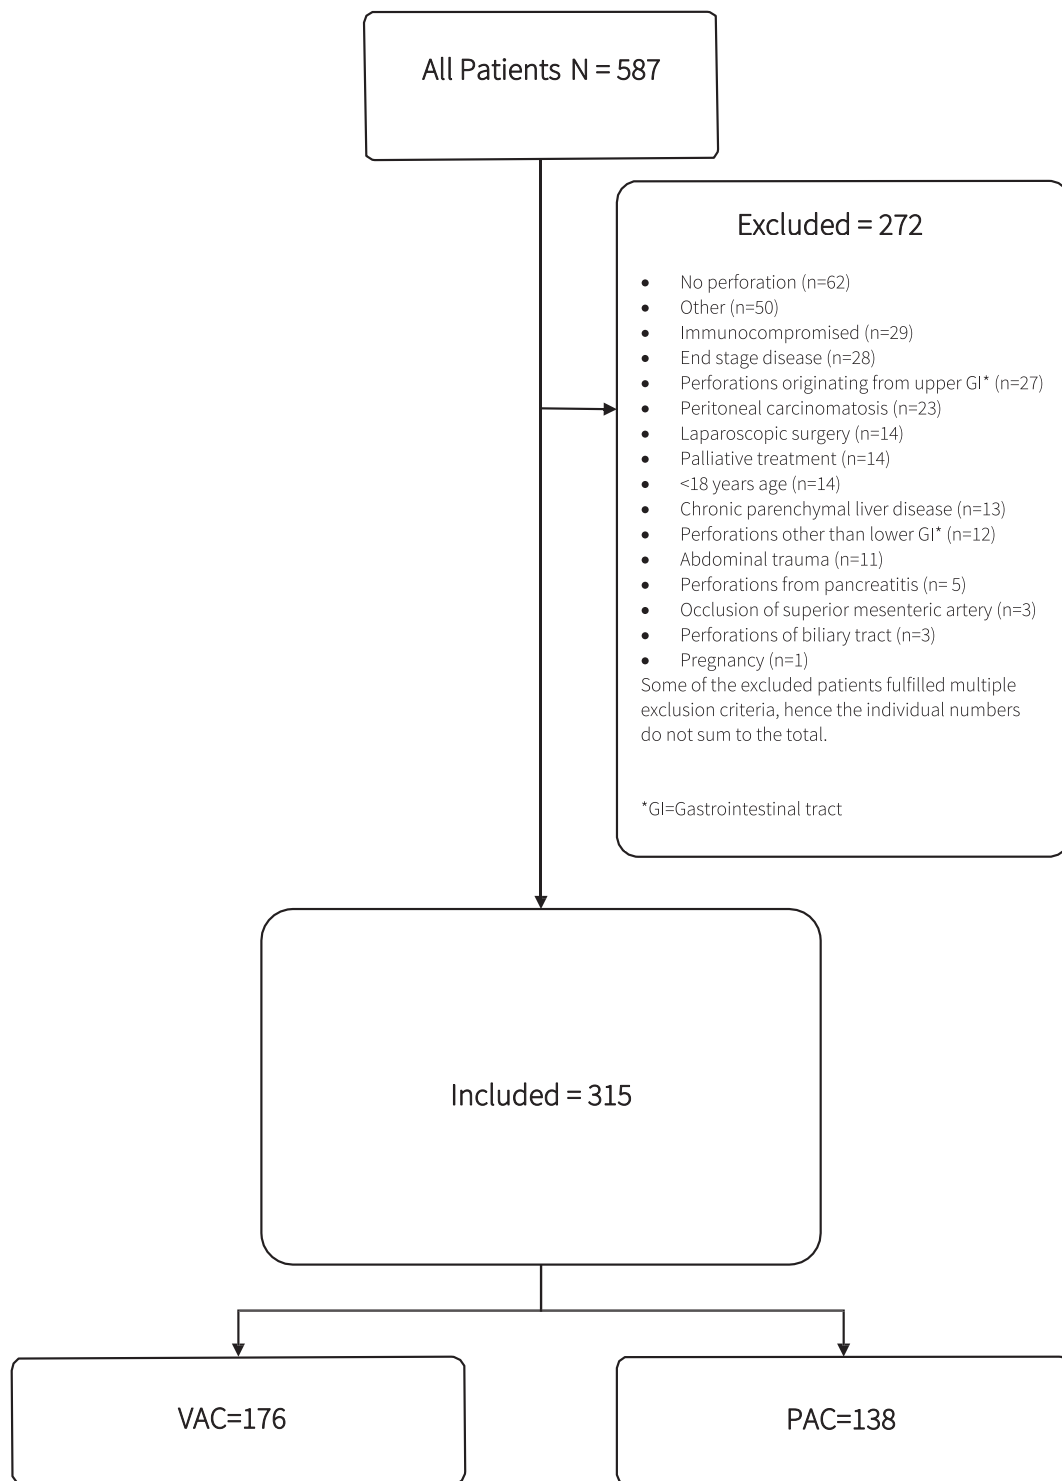 All Patients N = 587
Excluded = 272
• No perforation (n=62)
• Other (n=50)
• Immunocompromised (n=29)
• End stage disease (n=28)
• Perforations originating from upper GI* (n=27)
• Peritoneal carcinomatosis (n=23)
• Laparoscopic surgery (n=14)
• Palliative treatment (n=14)
• <18 years age (n=14)
• Chronic parenchymal liver disease (n=13)
• Perforations other than lower GI* (n=12)
• Abdominal trauma (n=11)
• Perforations from pancreatitis (n= 5)
• Occlusion of superior mesenteric artery (n=3)
• Perforations of biliary tract (n=3)
• Pregnancy (n=1)
Some of the excluded patients fulfilled multiple
exclusion criteria, hence the individual numbers
do not sum to the total.
*GI=Gastrointestinal tract
Included = 315
VAC=176
PAC=138